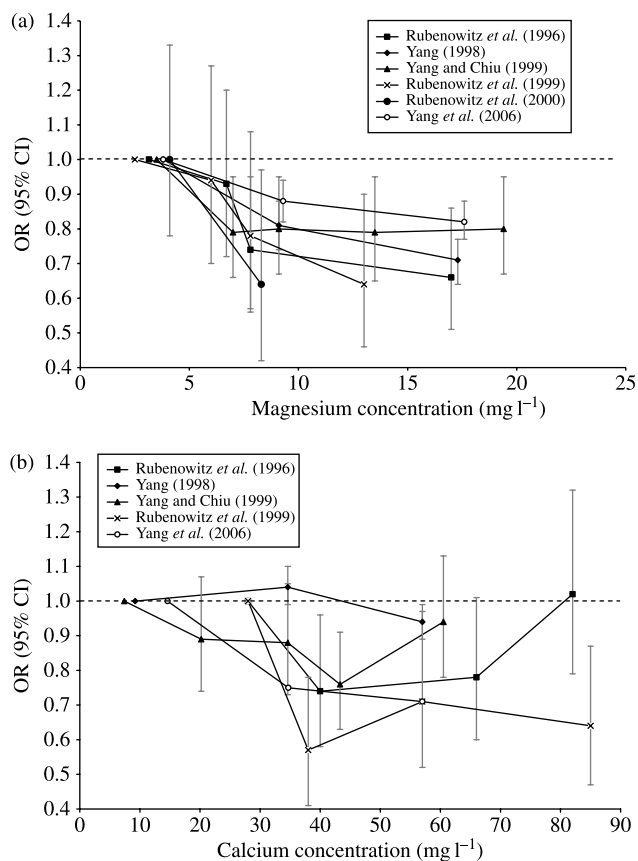 (a)
1.4
1.3
1.2
1.1
1.0
0.9
0.8
0.7
0.6
0.5
0.4
OR (95% CI)
Rubenowitz et al. (1996)
Yang (1998)
Yang and Chiu (1999)
Rubenowitz et al. (1999)
Rubenowitz et al. (2000)
Yang et al. (2006)
0 5 10 15 20 25
Magnesium concentration (mg l⁻¹)
(b)
1.4
1.3
1.2
1.1
1.0
0.9
0.8
0.7
0.6
0.5
0.4
OR (95% CI)
Rubenowitz et al. (1996)
Yang (1998)
Yang and Chiu (1999)
Rubenowitz et al. (1999)
Yang et al. (2006)
0 10 20 30 40 50 60 70 80 90
Calcium concentration (mg l⁻¹)